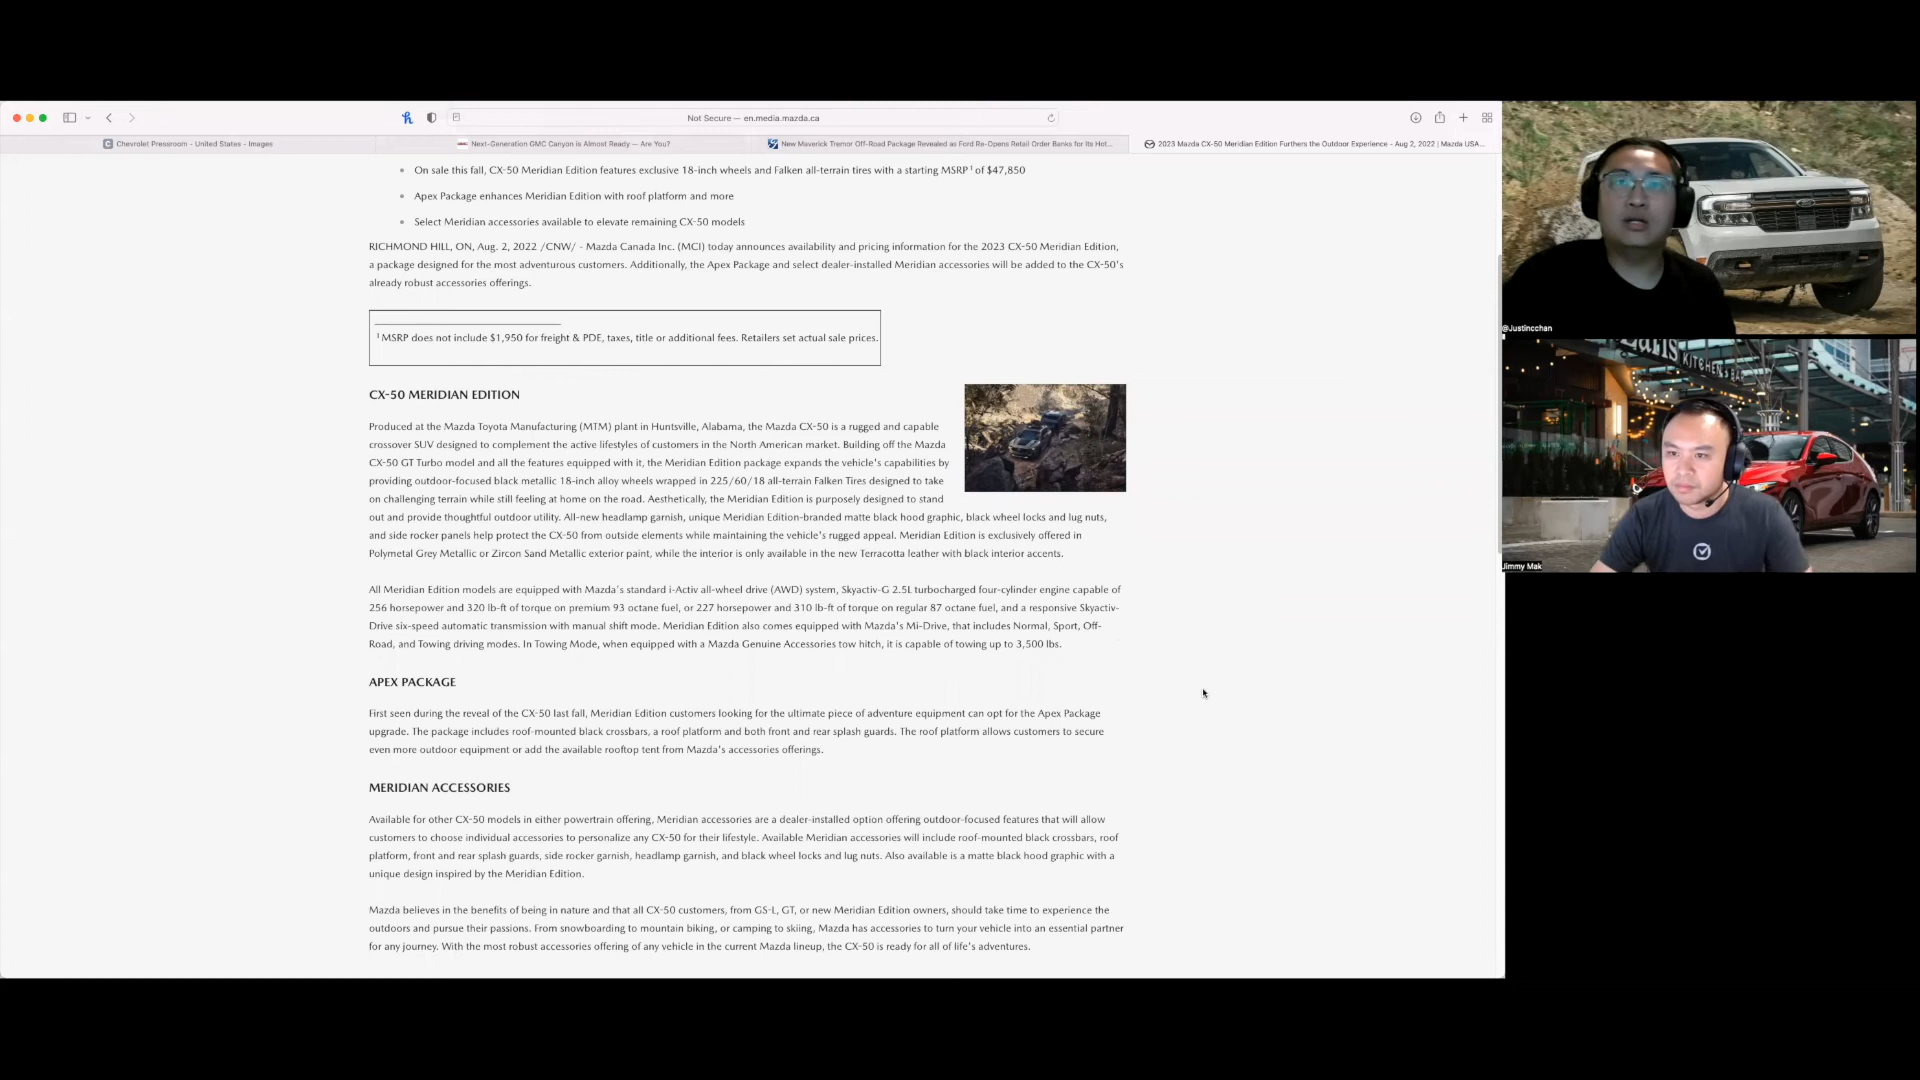 Not Secure — en.media.mazda.ca
Chevrolet Pressroom - United States - Images
Next-Generation GMC Canyon is Almost Ready — Are You?
New Maverick Tremor Off-Road Package Revealed as Ford Re-Opens Retail Order Banks for Its Hot...
2023 Mazda CX-50 Meridian Edition Furthers the Outdoor Experience - Aug 2, 2022 | Mazda USA...
• On sale this fall, CX-50 Meridian Edition features exclusive 18-inch wheels and Falken all-terrain tires with a starting MSRP¹ of $47,850
• Apex Package enhances Meridian Edition with roof platform and more
• Select Meridian accessories available to elevate remaining CX-50 models
RICHMOND HILL, ON, Aug. 2, 2022 /CNW/ - Mazda Canada Inc. (MCI) today announces availability and pricing information for the 2023 CX-50 Meridian Edition,
a package designed for the most adventurous customers. Additionally, the Apex Package and select dealer-installed Meridian accessories will be added to the CX-50's
already robust accessories offerings.
¹ MSRP does not include $1,950 for freight & PDE, taxes, title or additional fees. Retailers set actual sale prices.
CX-50 MERIDIAN EDITION
Produced at the Mazda Toyota Manufacturing (MTM) plant in Huntsville, Alabama, the Mazda CX-50 is a rugged and capable
crossover SUV designed to complement the active lifestyles of customers in the North American market. Building off the Mazda
CX-50 GT Turbo model and all the features equipped with it, the Meridian Edition package expands the vehicle's capabilities by
providing outdoor-focused black metallic 18-inch alloy wheels wrapped in 225/60/18 all-terrain Falken Tires designed to take
on challenging terrain while still feeling at home on the road. Aesthetically, the Meridian Edition is purposely designed to stand
out and provide thoughtful outdoor utility. All-new headlamp garnish, unique Meridian Edition-branded matte black hood graphic, black wheel locks and lug nuts,
and side rocker panels help protect the CX-50 from outside elements while maintaining the vehicle's rugged appeal. Meridian Edition is exclusively offered in
Polymetal Grey Metallic or Zircon Sand Metallic exterior paint, while the interior is only available in the new Terracotta leather with black interior accents.
All Meridian Edition models are equipped with Mazda's standard i-Activ all-wheel drive (AWD) system, Skyactiv-G 2.5L turbocharged four-cylinder engine capable of
256 horsepower and 320 lb-ft of torque on premium 93 octane fuel, or 227 horsepower and 310 lb-ft of torque on regular 87 octane fuel, and a responsive Skyactiv-
Drive six-speed automatic transmission with manual shift mode. Meridian Edition also comes equipped with Mazda's Mi-Drive, that includes Normal, Sport, Off-
Road, and Towing driving modes. In Towing Mode, when equipped with a Mazda Genuine Accessories tow hitch, it is capable of towing up to 3,500 lbs.
APEX PACKAGE
First seen during the reveal of the CX-50 last fall, Meridian Edition customers looking for the ultimate piece of adventure equipment can opt for the Apex Package
upgrade. The package includes roof-mounted black crossbars, a roof platform and both front and rear splash guards. The roof platform allows customers to secure
even more outdoor equipment or add the available rooftop tent from Mazda's accessories offerings.
MERIDIAN ACCESSORIES
Available for other CX-50 models in either powertrain offering, Meridian accessories are a dealer-installed option offering outdoor-focused features that will allow
customers to choose individual accessories to personalize any CX-50 for their lifestyle. Available Meridian accessories will include roof-mounted black crossbars, roof
platform, front and rear splash guards, side rocker garnish, headlamp garnish, and black wheel locks and lug nuts. Also available is a matte black hood graphic with a
unique design inspired by the Meridian Edition.
Mazda believes in the benefits of being in nature and that all CX-50 customers, from GS-L, GT, or new Meridian Edition owners, should take time to experience the
outdoors and pursue their passions. From snowboarding to mountain biking, or camping to skiing, Mazda has accessories to turn your vehicle into an essential partner
for any journey. With the most robust accessories offering of any vehicle in the current Mazda lineup, the CX-50 is ready for all of life's adventures.
@Justincchan
KITCHEN & BAR
Jimmy Mak